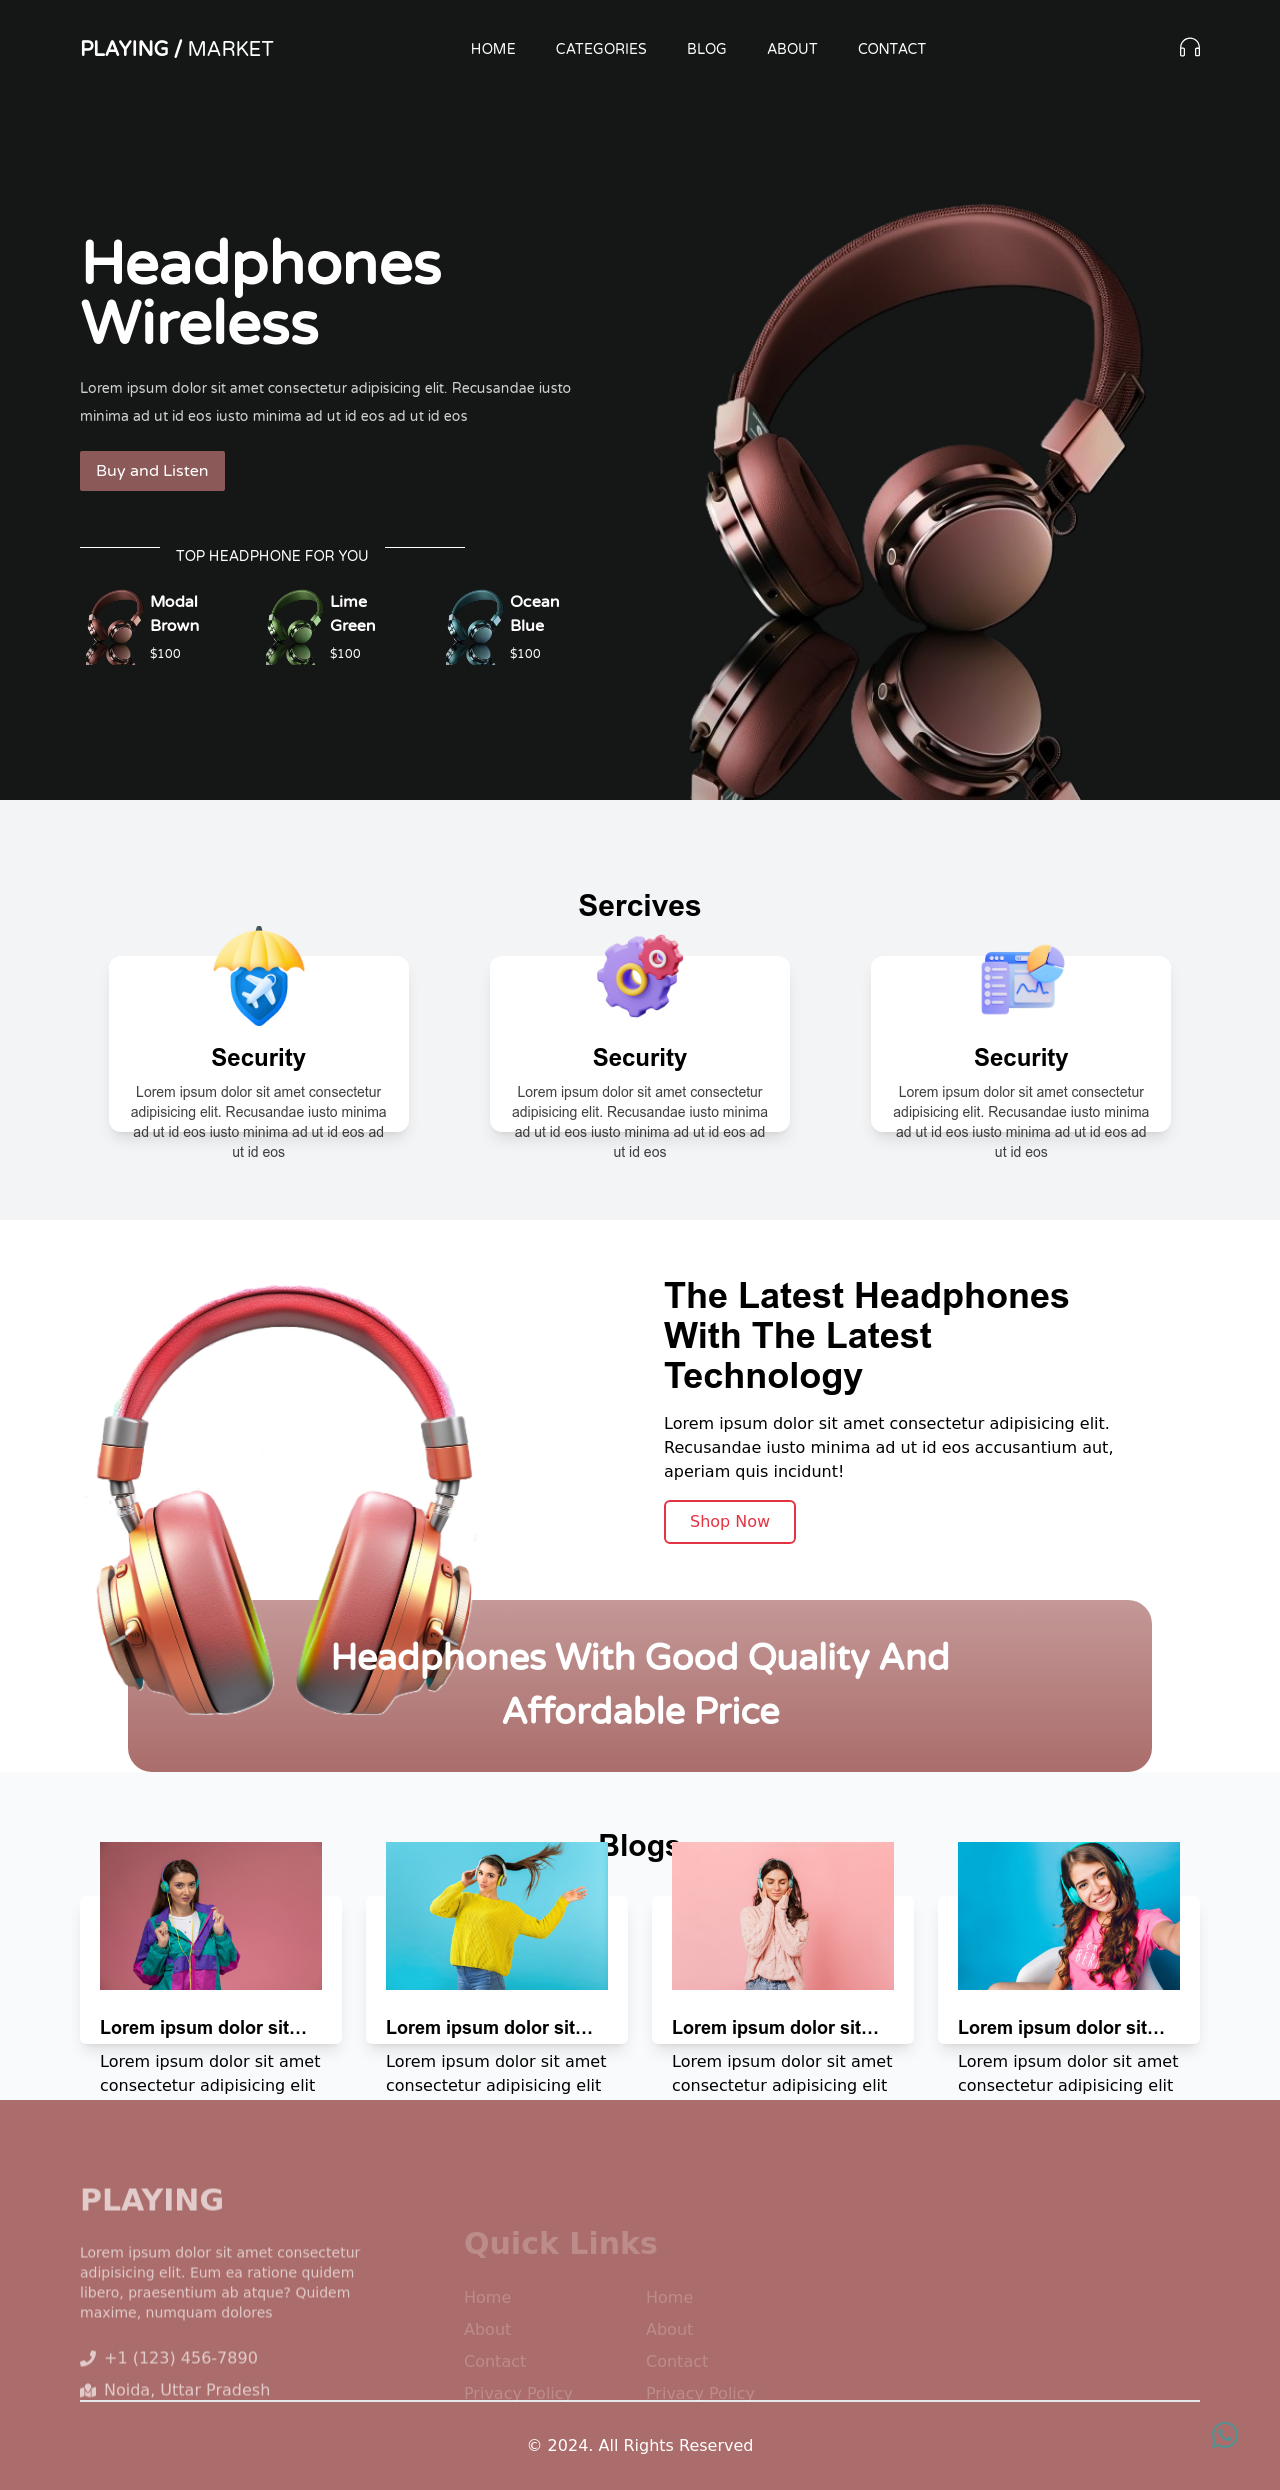 PLAYING / MARKET
HOME
CATEGORIES
BLOG
ABOUT
CONTACT
Headphones
Wireless
Lorem ipsum dolor sit amet consectetur adipisicing elit. Recusandae iusto
minima ad ut id eos iusto minima ad ut id eos ad ut id eos
Buy and Listen
TOP HEADPHONE FOR YOU
Modal
Brown
$100
Lime
Green
$100
Ocean
Blue
$100
Sercives
Security
Lorem ipsum dolor sit amet consectetur
adipisicing elit. Recusandae iusto minima
ad ut id eos iusto minima ad ut id eos ad
ut id eos
Security
Lorem ipsum dolor sit amet consectetur
adipisicing elit. Recusandae iusto minima
ad ut id eos iusto minima ad ut id eos ad
ut id eos
Security
Lorem ipsum dolor sit amet consectetur
adipisicing elit. Recusandae iusto minima
ad ut id eos iusto minima ad ut id eos ad
ut id eos
The Latest Headphones
With The Latest
Technology
Lorem ipsum dolor sit amet consectetur adipisicing elit.
Recusandae iusto minima ad ut id eos accusantium aut,
aperiam quis incidunt!
Shop Now
Headphones With Good Quality And
Affordable Price
Blogs
Lorem ipsum dolor sit...
Lorem ipsum dolor sit amet
consectetur adipisicing elit
Lorem ipsum dolor sit...
Lorem ipsum dolor sit amet
consectetur adipisicing elit
Lorem ipsum dolor sit...
Lorem ipsum dolor sit amet
consectetur adipisicing elit
Lorem ipsum dolor sit...
Lorem ipsum dolor sit amet
consectetur adipisicing elit
PLAYING
Lorem ipsum dolor sit amet consectetur
adipisicing elit. Eum ea ratione quidem
libero, praesentium ab atque? Quidem
maxime, numquam dolores
+1 (123) 456-7890
Noida, Uttar Pradesh
Quick Links
Home
About
Contact
Privacy Policy
Home
About
Contact
Privacy Policy
© 2024. All Rights Reserved